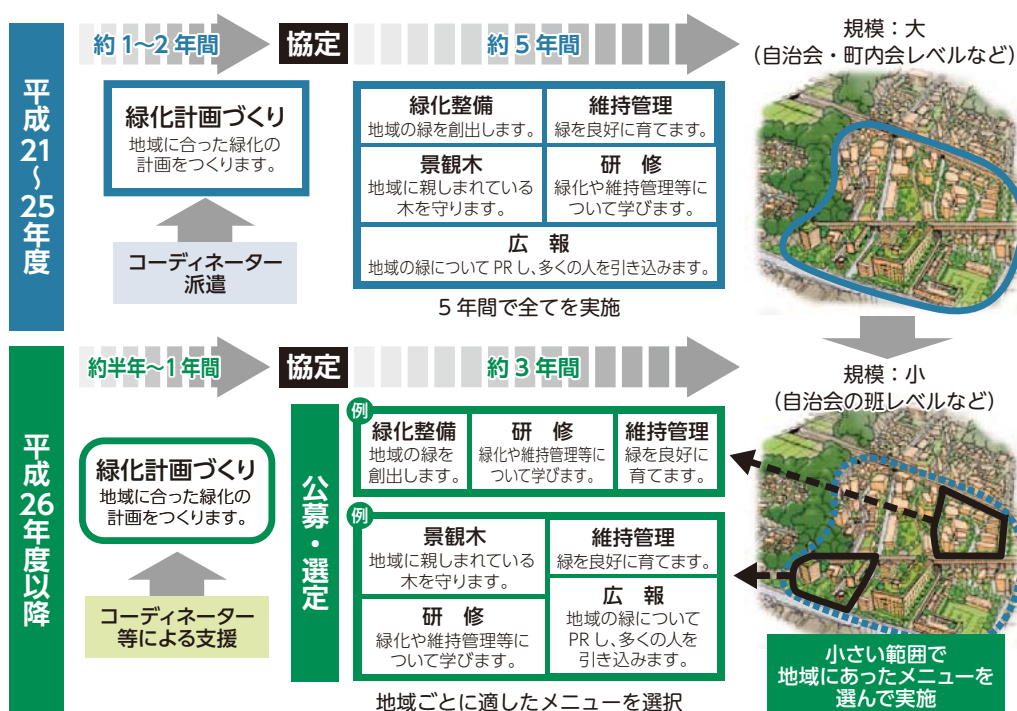 平成21～25年度
約1～2年間
協定
約5年間
規模：大
（自治会・町内会レベルなど）
緑化計画づくり
地域に合った緑化の
計画をつくります。
コーディネーター
派遣
緑化整備
地域の緑を創出します。
維持管理
緑を良好に育てます。
景観木
地域に親しまれている
木を守ります。
研 修
緑化や維持管理等に
ついて学びます。
広 報
地域の緑についてPRし、多くの人を引き込みます。
5年間で全てを実施
平成26年度以降
約半年～1年間
協定
約3年間
規模：小
（自治会の班レベルなど）
緑化計画づくり
地域に合った緑化の
計画をつくります。
コーディネーター
等による支援
公募・選定
例
緑化整備
地域の緑を
創出します。
研 修
緑化や維持管理等に
ついて学びます。
維持管理
緑を良好に
育てます。
例
景観木
地域に親しまれている
木を守ります。
維持管理
緑を良好に育てます。
研 修
緑化や維持管理等に
ついて学びます。
広 報
地域の緑について
PRし、多くの人を
引き込みます。
地域ごとに適したメニューを選択
小さい範囲で
地域にあったメニューを
選んで実施